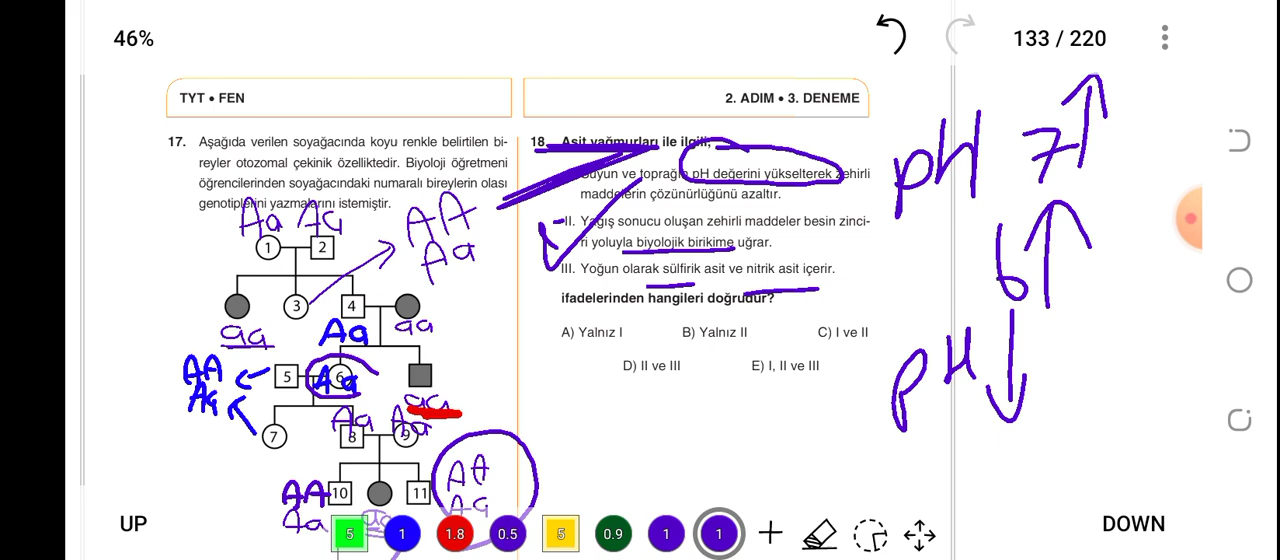 46%
133 / 220
TYT • FEN
2. ADIM • 3. DENEME
17. Aşağıda verilen soyağacında koyu renkle belirtilen bi-
reyler otozomal çekinik özelliktedir. Biyoloji öğretmeni
öğrencilerinden soyağacındaki numaralı bireylerin olası
genotiplerini yazmalarını istemiştir.
Aa Aa
1 2
AA
Aa
3 4
aa
Aa
aa
AA
Aa
5 6
Aa
aa
7 8 9
Aa Aa
10 11
AA
Aa
aa
AA
Aa
18. Asit yağmurları ile ilgili,
Suyun ve toprağın pH değerini yükselterek zehirli
maddelerin çözünürlüğünü azaltır.
II. Yağış sonucu oluşan zehirli maddeler besin zinci-
ri yoluyla biyolojik birikime uğrar.
III. Yoğun olarak sülfirik asit ve nitrik asit içerir.
ifadelerinden hangileri doğrudur?
A) Yalnız I B) Yalnız II C) I ve II
D) II ve III E) I, II ve III
pH 7↑
6↑
pH ↓
UP
5 1 1.8 0.5 5 0.9 1 1
DOWN